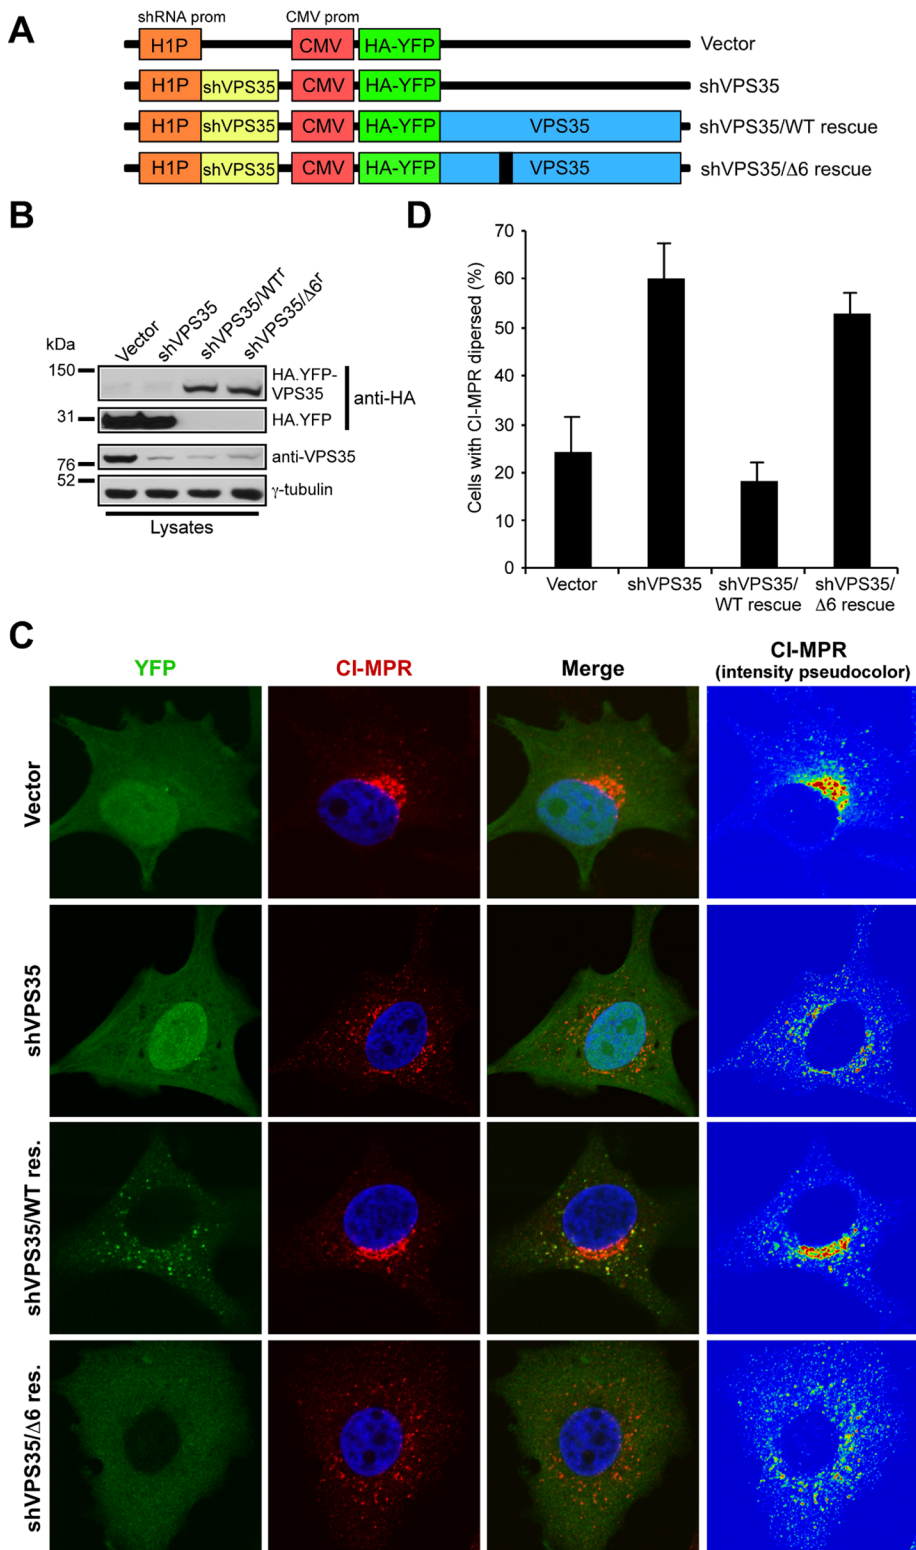 A
shRNA prom CMV prom
H1P CMV HA-YFP Vector
H1P shVPS35 CMV HA-YFP shVPS35
H1P shVPS35 CMV HA-YFP VPS35 shVPS35/WT rescue
H1P shVPS35 CMV HA-YFP VPS35 shVPS35/Δ6 rescue
B
Vector shVPS35 shVPS35/WTr shVPS35/Δ6r
kDa
150
31
76
52
HA.YFP-
VPS35
HA.YFP
anti-HA
anti-VPS35
γ-tubulin
Lysates
D
Cells with CI-MPR dipersed (%)
70
60
50
40
30
20
10
0
Vector shVPS35 shVPS35/ shVPS35/
WT rescue Δ6 rescue
C
YFP CI-MPR Merge CI-MPR
(intensity pseudocolor)
Vector
shVPS35
shVPS35/WT res.
shVPS35/Δ6 res.